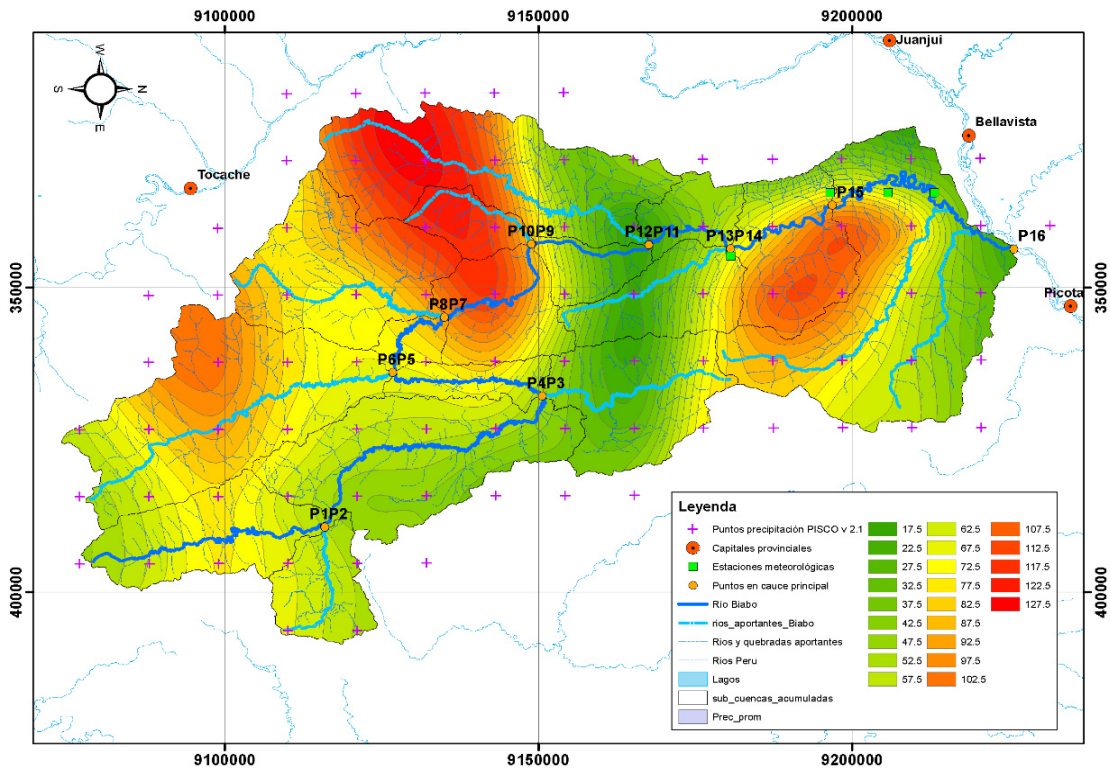 9100000 9150000 9200000
W
S N
E
Juanjui
Bellavista
Tocache
P15
P10P9 P12P11 P13P14 P16
350000 350000
Picota
P8P7
P6P5
P4P3
P1P2
400000 400000
Leyenda
Puntos precipitación PISCO v 2.1
Capitales provinciales
Estaciones meteorológicas
Puntos en cauce principal
Río Biabo
rios_aportantes_Biabo
Ríos y quebradas aportantes
Rios Peru
Lagos
sub_cuencas_acumuladas
Prec_prom
17.5
22.5
27.5
32.5
37.5
42.5
47.5
52.5
57.5
62.5
67.5
72.5
77.5
82.5
87.5
92.5
97.5
102.5
107.5
112.5
117.5
122.5
127.5
9100000 9150000 9200000